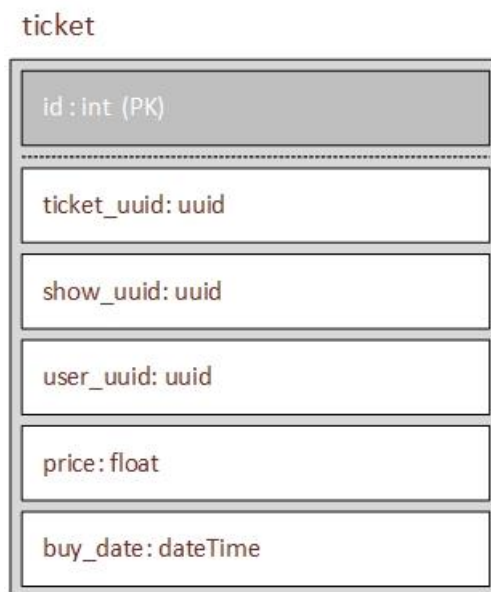 ticket
id : int (PK)
ticket_uuid: uuid
show_uuid: uuid
user_uuid: uuid
price: float
buy_date: dateTime